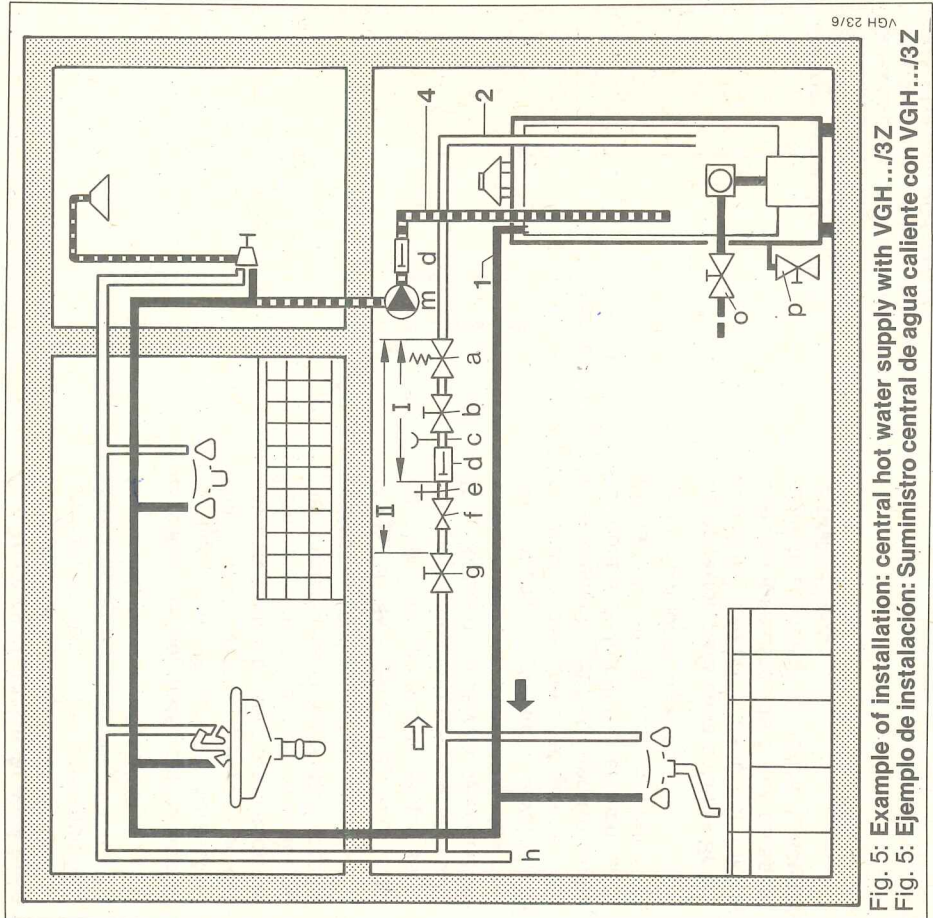 VGH 23/6
4
2
d
m
1
I
II
a
b
c
d
e
f
g
h
o
p
Fig. 5: Example of installation: central hot water supply with VGH.../3Z
Fig. 5: Ejemplo de instalación: Suministro central de agua caliente con VGH.../3Z